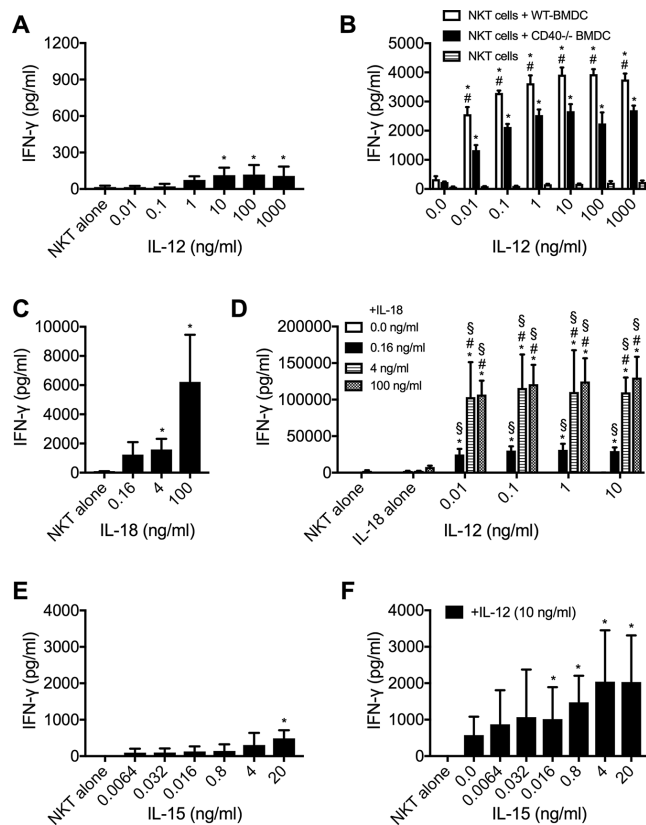 A
IFN-γ (pg/ml)
1200
900
600
300
0
* * *
NKT alone 0.01 0.1 1 10 100 1000
IL-12 (ng/ml)
B
NKT cells + WT-BMDC
NKT cells + CD40-/- BMDC
NKT cells
IFN-γ (pg/ml)
5000
4000
3000
2000
1000
0
* * * * * *
# # # # # #
* * * * * *
0.0 0.01 0.1 1 10 100 1000
IL-12 (ng/ml)
C
IFN-γ (pg/ml)
10000
8000
6000
4000
2000
0
* *
NKT alone 0.16 4 100
IL-18 (ng/ml)
D
+IL-18
0.0 ng/ml
0.16 ng/ml
4 ng/ml
100 ng/ml
IFN-γ (pg/ml)
200000
150000
100000
50000
0
§ § § § § § § §
#* #* #* #* #* #* #* #*
§ § § §
* * * *
NKT alone IL-18 alone 0.01 0.1 1 10
IL-12 (ng/ml)
E
IFN-γ (pg/ml)
4000
3000
2000
1000
0
*
NKT alone 0.0064 0.032 0.016 0.8 4 20
IL-15 (ng/ml)
F
+IL-12 (10 ng/ml)
IFN-γ (pg/ml)
4000
3000
2000
1000
0
* * * *
NKT alone 0.0 0.0064 0.032 0.016 0.8 4 20
IL-15 (ng/ml)